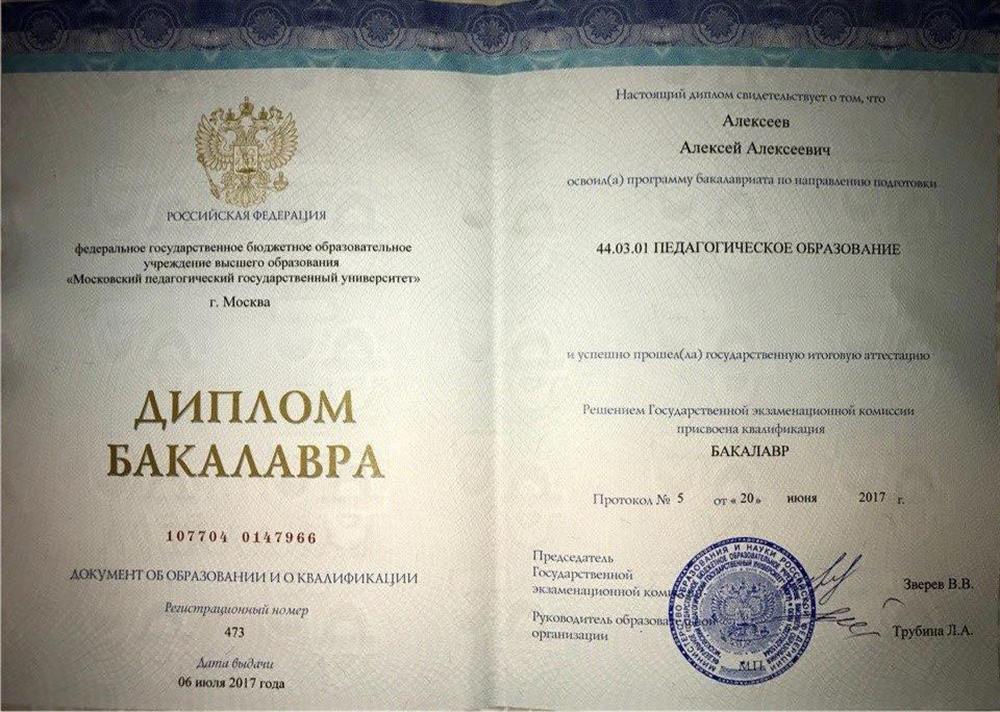 РОССИЙСКАЯ ФЕДЕРАЦИЯ
федеральное государственное бюджетное образовательное
учреждение высшего образования
«Московский педагогический государственный университет»
г. Москва
ДИПЛОМ
БАКАЛАВРА
107704 0147966
ДОКУМЕНТ ОБ ОБРАЗОВАНИИ И О КВАЛИФИКАЦИИ
Регистрационный номер
473
Дата выдачи
06 июля 2017 года
Настоящий диплом свидетельствует о том, что
Алексеев
Алексей Алексеевич
освоил(а) программу бакалавриата по направлению подготовки
44.03.01 ПЕДАГОГИЧЕСКОЕ ОБРАЗОВАНИЕ
и успешно прошел(ла) государственную итоговую аттестацию
Решением Государственной экзаменационной комиссии
присвоена квалификация
БАКАЛАВР
Протокол № 5 от «20» июня 2017 г.
Председатель
Государственной
экзаменационной
Зверев В.В.
Руководитель
организации
Трубина Л.А.
М.П.